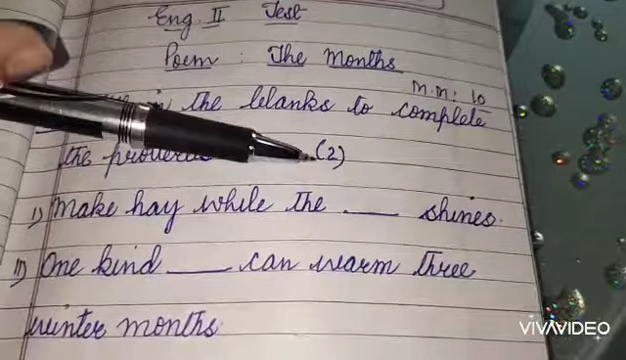 Eng. II Test
Poem : The Months
M.M: 10
in the blanks to complete
the (2)
i) Make hay while the ___ shines.
ii) One kind ___ can warm three
winter months.
VIVAVIDEO